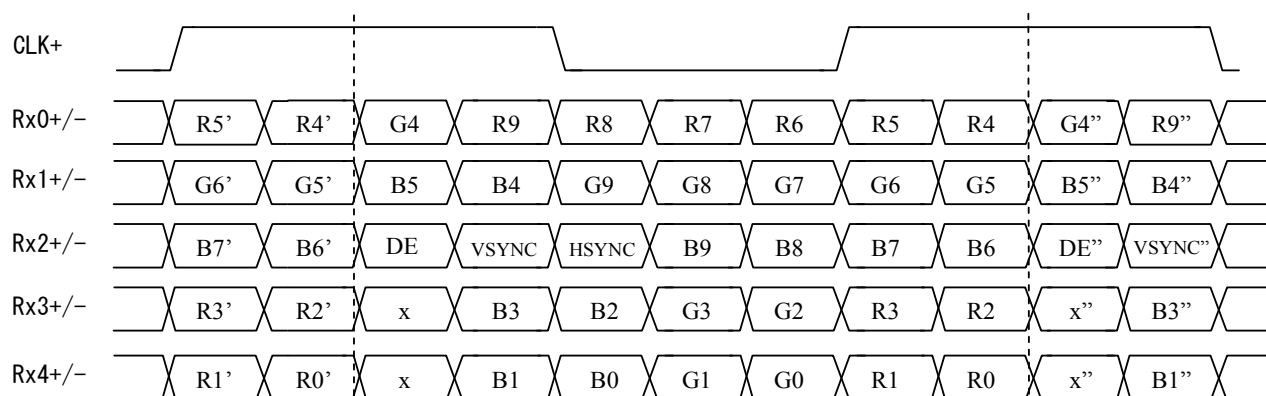 CLK+
Rx0+/- R5’ R4’ G4 R9 R8 R7 R6 R5 R4 G4” R9”
Rx1+/- G6’ G5’ B5 B4 G9 G8 G7 G6 G5 B5” B4”
Rx2+/- B7’ B6’ DE VSYNC HSYNC B9 B8 B7 B6 DE” VSYNC”
Rx3+/- R3’ R2’ x B3 B2 G3 G2 R3 R2 x” B3”
Rx4+/- R1’ R0’ x B1 B0 G1 G0 R1 R0 x” B1”